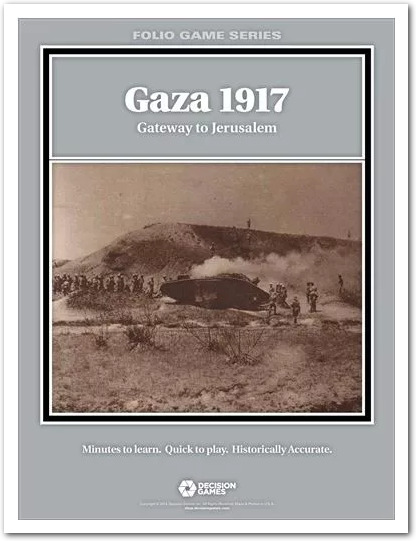 FOLIO GAME SERIES
Gaza 1917
Gateway to Jerusalem
Minutes to learn. Quick to play. Historically Accurate.
DECISION
GAMES